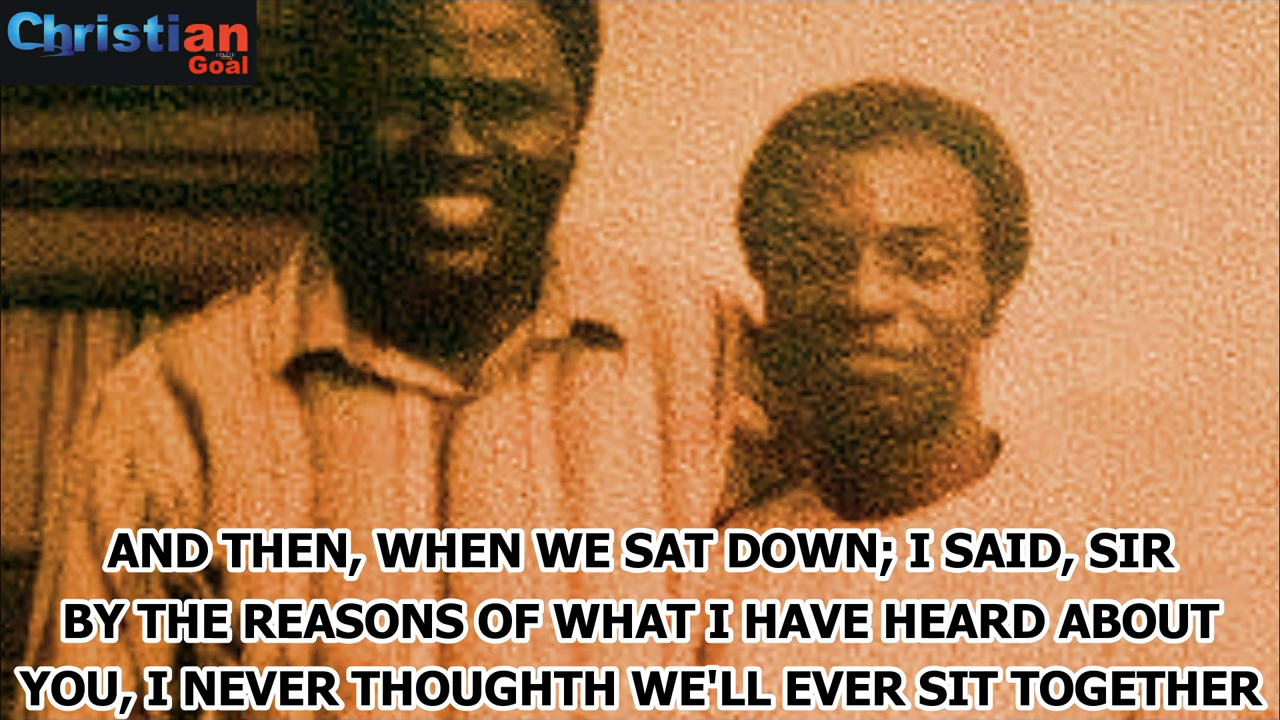 Christian
Goal
AND THEN, WHEN WE SAT DOWN; I SAID, SIR
BY THE REASONS OF WHAT I HAVE HEARD ABOUT
YOU, I NEVER THOUGHTH WE'LL EVER SIT TOGETHER